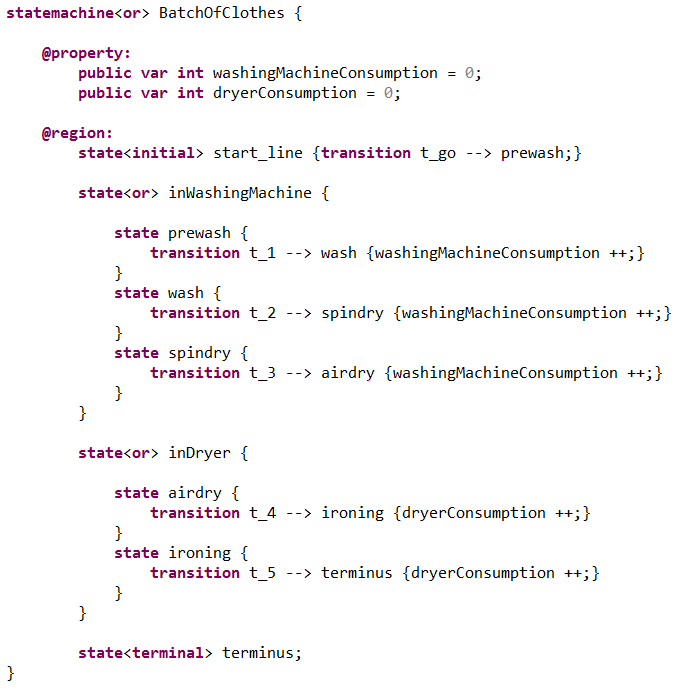 statemachine<or> BatchOfClothes {
@property:
public var int washingMachineConsumption = 0;
public var int dryerConsumption = 0;
@region:
state<initial> start_line {transition t_go --> prewash;}
state<or> inWashingMachine {
state prewash {
transition t_1 --> wash {washingMachineConsumption ++;}
}
state wash {
transition t_2 --> spindry {washingMachineConsumption ++;}
}
state spindry {
transition t_3 --> airdry {washingMachineConsumption ++;}
}
}
state<or> inDryer {
state airdry {
transition t_4 --> ironing {dryerConsumption ++;}
}
state ironing {
transition t_5 --> terminus {dryerConsumption ++;}
}
}
state<terminal> terminus;
}